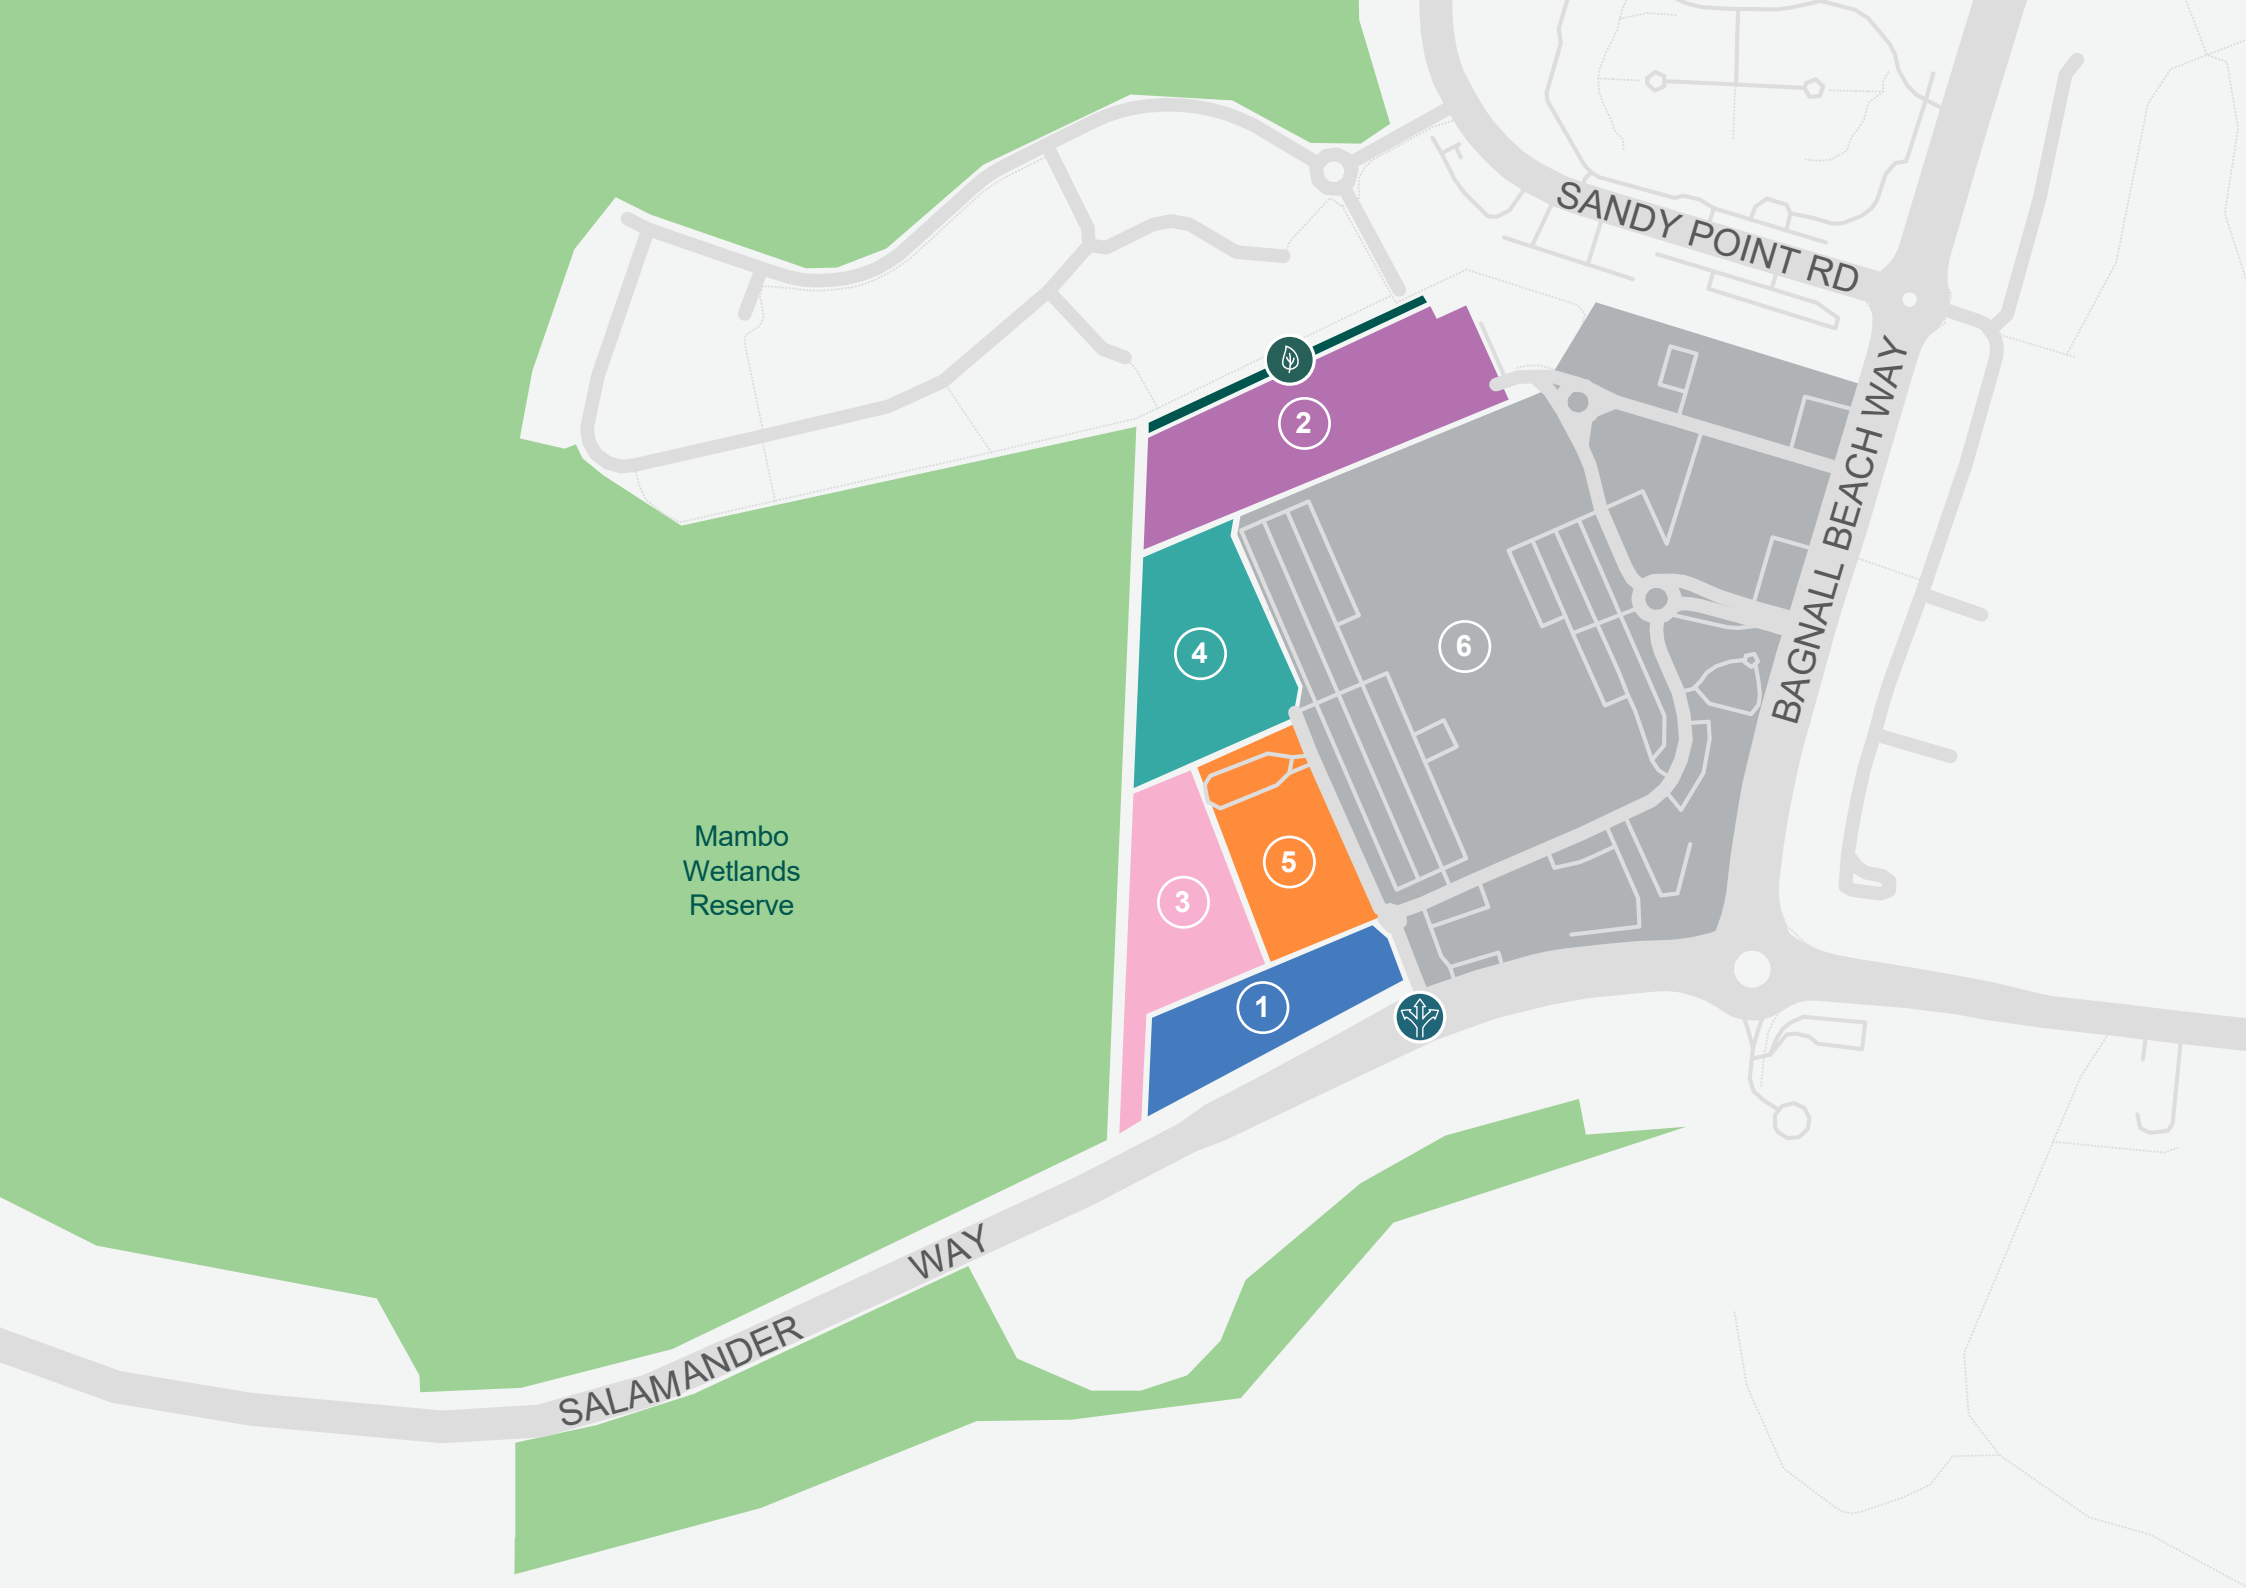 SANDY POINT RD
BAGNALL BEACH WAY
2
4
6
Mambo
Wetlands
Reserve
5
3
1
SALAMANDER WAY